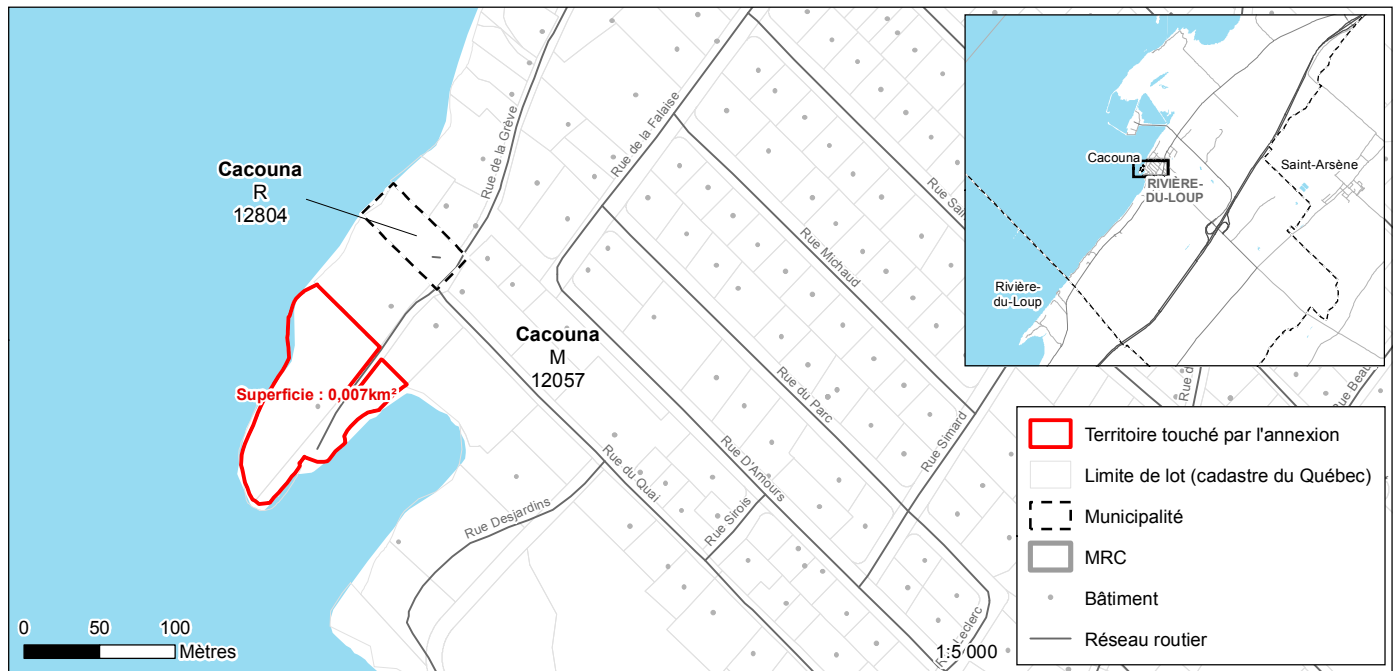 Cacouna
R
12804
Rue de la Grève
Rue de la Falaise
Rue Michaud
Cacouna
M
12057
Superficie : 0,007km²
Rue du Parc
Rue Simard
Rue D'Amours
Rue du Quai
Rue Sirois
Rue Desjardins
Cacouna
RIVIÈRE-
DU-LOUP
Saint-Arsène
Rivière-
du-Loup
Territoire touché par l'annexion
Limite de lot (cadastre du Québec)
Municipalité
MRC
Bâtiment
Réseau routier
0 50 100
Mètres
1:5 000